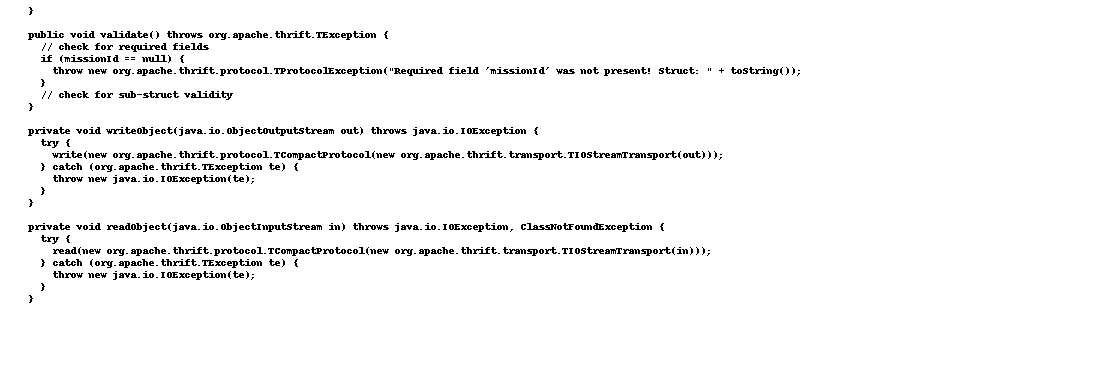 }
public void validate() throws org.apache.thrift.TException {
// check for required fields
if (missionId == null) {
throw new org.apache.thrift.protocol.TProtocolException("Required field 'missionId' was not present! Struct: " + toString());
}
// check for sub-struct validity
}
private void writeObject(java.io.ObjectOutputStream out) throws java.io.IOException {
try {
write(new org.apache.thrift.protocol.TCompactProtocol(new org.apache.thrift.transport.TIOStreamTransport(out)));
} catch (org.apache.thrift.TException te) {
throw new java.io.IOException(te);
}
}
private void readObject(java.io.ObjectInputStream in) throws java.io.IOException, ClassNotFoundException {
try {
read(new org.apache.thrift.protocol.TCompactProtocol(new org.apache.thrift.transport.TIOStreamTransport(in)));
} catch (org.apache.thrift.TException te) {
throw new java.io.IOException(te);
}
}